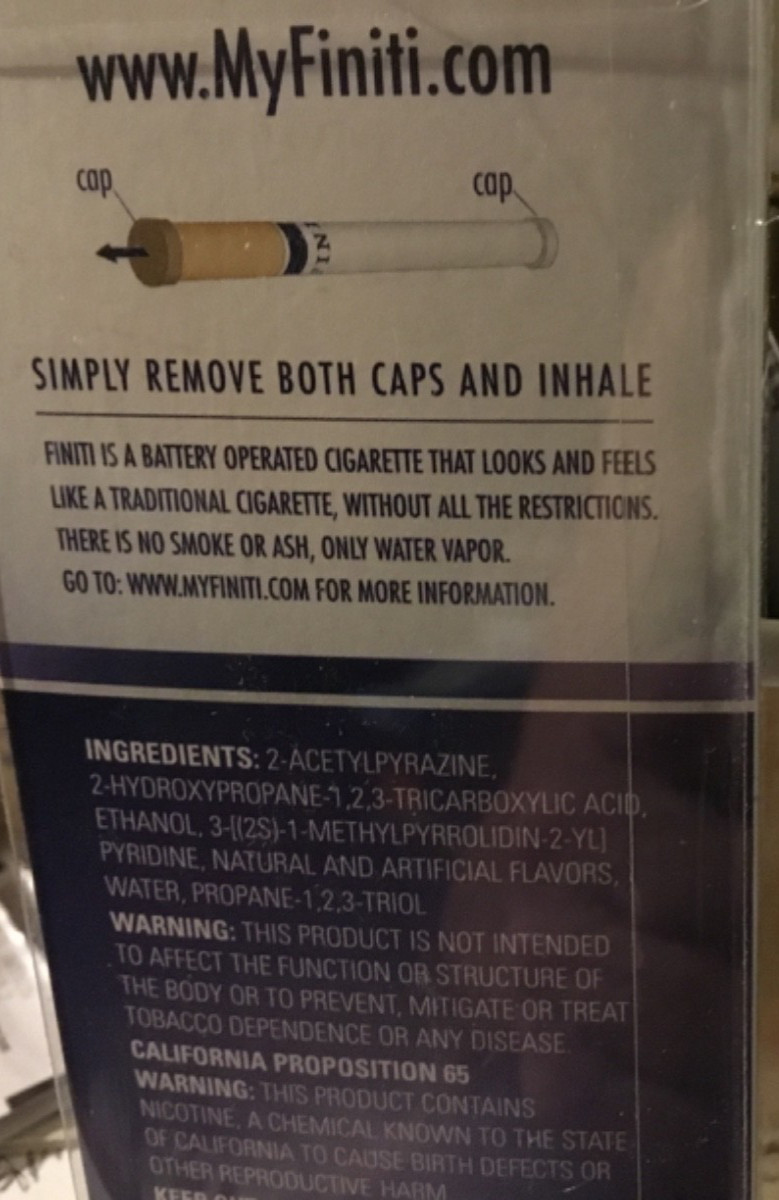 www.MyFiniti.com
cap
cap
FINI
SIMPLY REMOVE BOTH CAPS AND INHALE
FINITI IS A BATTERY OPERATED CIGARETTE THAT LOOKS AND FEELS
LIKE A TRADITIONAL CIGARETTE, WITHOUT ALL THE RESTRICTIONS.
THERE IS NO SMOKE OR ASH, ONLY WATER VAPOR.
GO TO: WWW.MYFINITI.COM FOR MORE INFORMATION.
INGREDIENTS: 2-ACETYLPYRAZINE,
2-HYDROXYPROPANE-1,2,3-TRICARBOXYLIC ACID,
ETHANOL, 3-[(2S)-1-METHYLPYRROLIDIN-2-YL]
PYRIDINE, NATURAL AND ARTIFICIAL FLAVORS,
WATER, PROPANE-1,2,3-TRIOL
WARNING: THIS PRODUCT IS NOT INTENDED
TO AFFECT THE FUNCTION OR STRUCTURE OF
THE BODY OR TO PREVENT, MITIGATE OR TREAT
TOBACCO DEPENDENCE OR ANY DISEASE.
CALIFORNIA PROPOSITION 65
WARNING: THIS PRODUCT CONTAINS
NICOTINE, A CHEMICAL KNOWN TO THE STATE
OF CALIFORNIA TO CAUSE BIRTH DEFECTS OR
OTHER REPRODUCTIVE HARM
KEEP